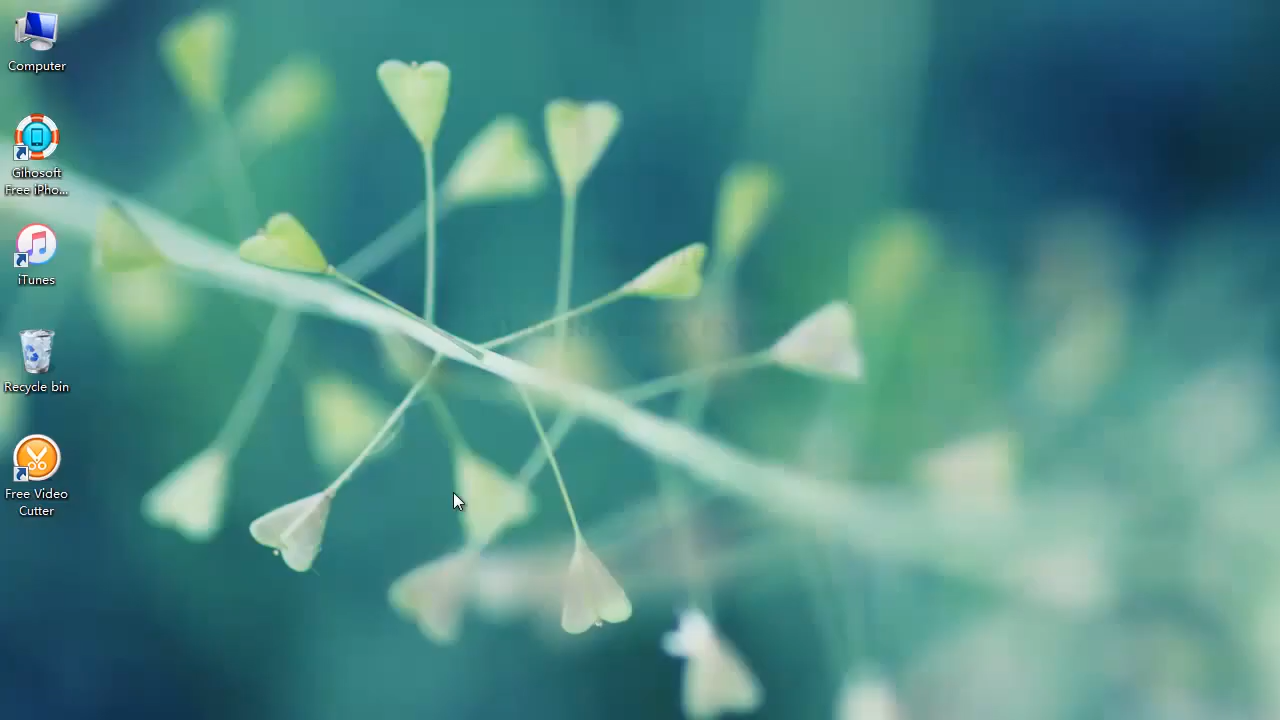 Computer
Gihosoft
Free iPho...
iTunes
Recycle bin
Free Video
Cutter